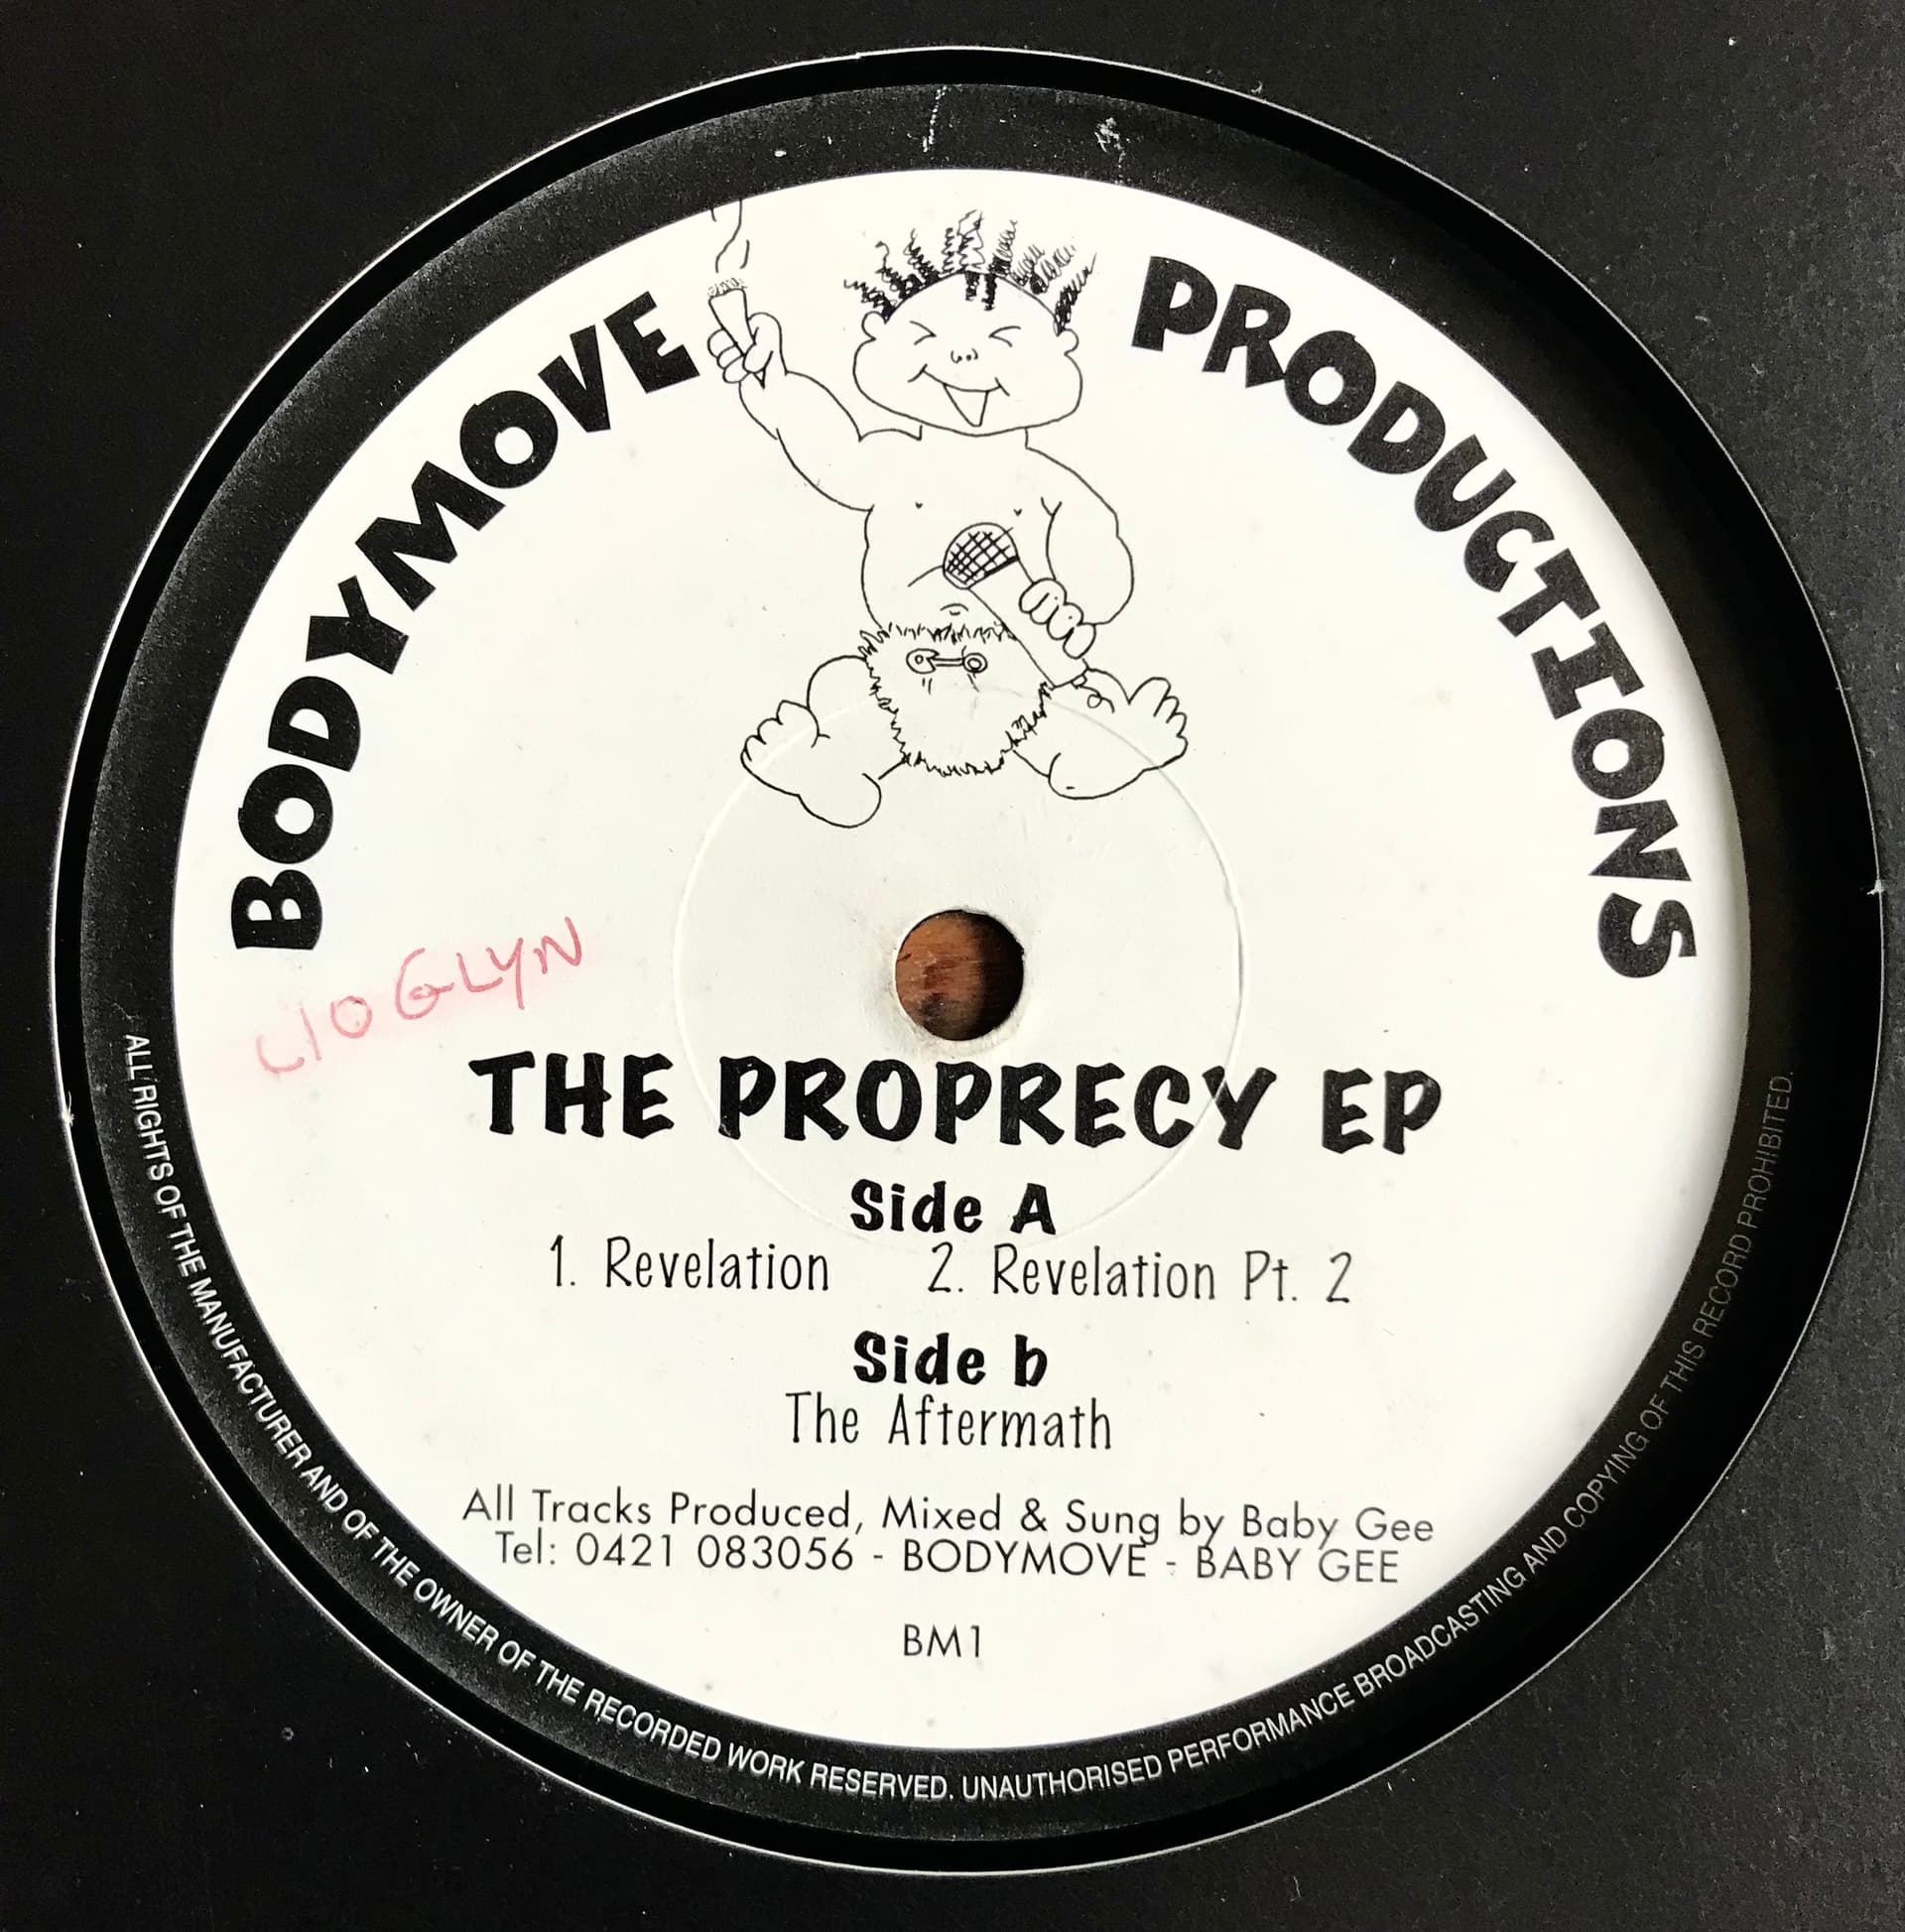 BODYMOVE PRODUCTIONS
GLYN
THE PROPRECY EP
Side A
1. Revelation 2. Revelation Pt. 2
Side b
The Aftermath
All Tracks Produced, Mixed & Sung by Baby Gee
Tel: 0421 083056 - BODYMOVE - BABY GEE
BM1
ALL RIGHTS OF THE MANUFACTURER AND OF THE OWNER OF THE RECORDED WORK RESERVED. UNAUTHORISED PERFORMANCE BROADCASTING AND COPYING OF THIS RECORD PROHIBITED.